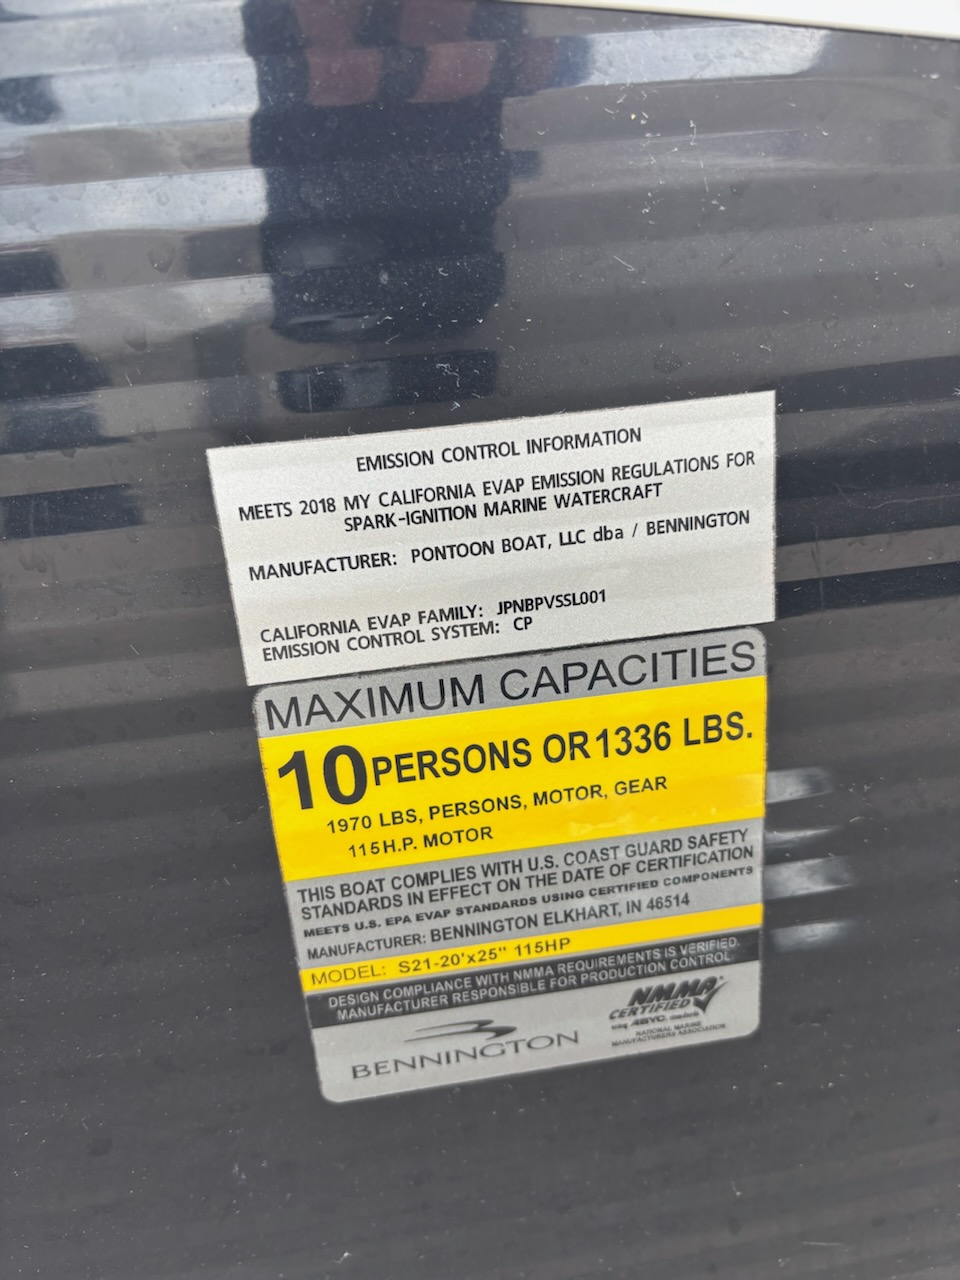 EMISSION CONTROL INFORMATION
MEETS 2018 MY CALIFORNIA EVAP EMISSION REGULATIONS FOR
SPARK-IGNITION MARINE WATERCRAFT
MANUFACTURER: PONTOON BOAT, LLC dba / BENNINGTON
CALIFORNIA EVAP FAMILY: JPNBPVSSL001
EMISSION CONTROL SYSTEM: CP
MAXIMUM CAPACITIES
10 PERSONS OR 1336 LBS.
1970 LBS, PERSONS, MOTOR, GEAR
115 H.P. MOTOR
THIS BOAT COMPLIES WITH U.S. COAST GUARD SAFETY
STANDARDS IN EFFECT ON THE DATE OF CERTIFICATION
MEETS U.S. EPA EVAP STANDARDS USING CERTIFIED COMPONENTS
MANUFACTURER: BENNINGTON ELKHART, IN 46514
MODEL: S21-20'x25" 115HP
DESIGN COMPLIANCE WITH NMMA REQUIREMENTS IS VERIFIED.
MANUFACTURER RESPONSIBLE FOR PRODUCTION CONTROL
BENNINGTON
NMMA
CERTIFIED
using ABYC standards
NATIONAL MARINE
MANUFACTURERS ASSOCIATION